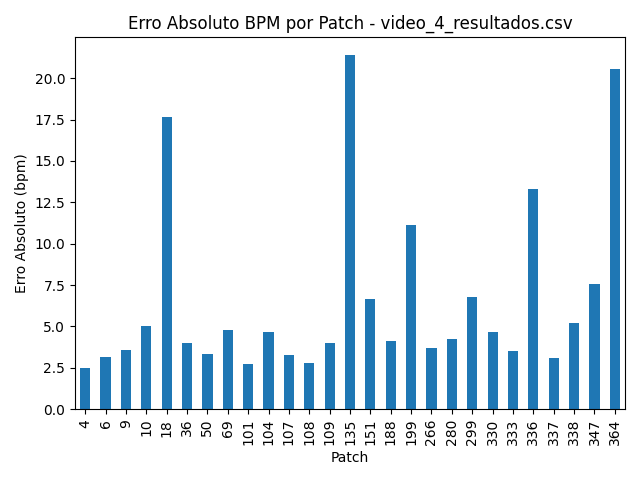 Erro Absoluto BPM por Patch - video_4_resultados.csv
Erro Absoluto (bpm)
20.0
17.5
15.0
12.5
10.0
7.5
5.0
2.5
0.0
4 6 9 10 18 36 50 69 101 104 107 108 109 135 151 188 199 266 280 299 330 333 336 337 338 347 364
Patch